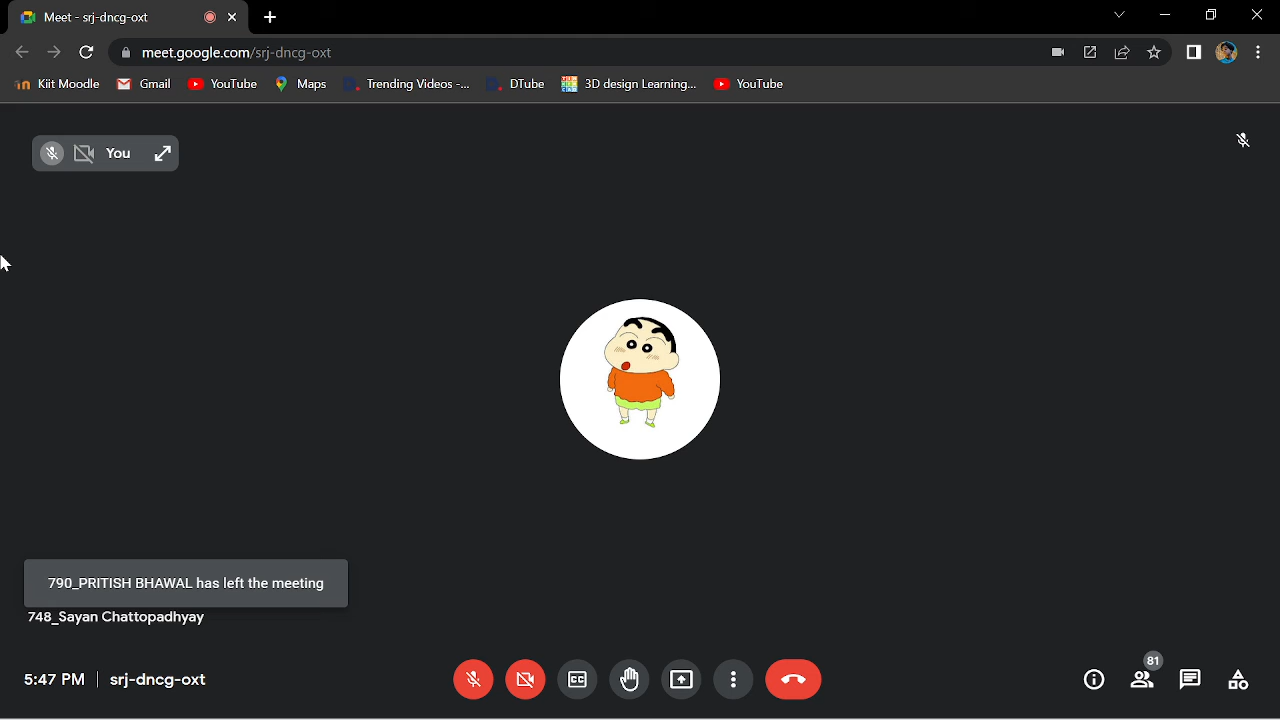 Meet - srj-dncg-oxt
meet.google.com/srj-dncg-oxt
Kiit Moodle
Gmail
YouTube
Maps
Trending Videos -...
DTube
3D design Learning...
YouTube
You
790_PRITISH BHAWAL has left the meeting
748_Sayan Chattopadhyay
5:47 PM | srj-dncg-oxt
CC
81